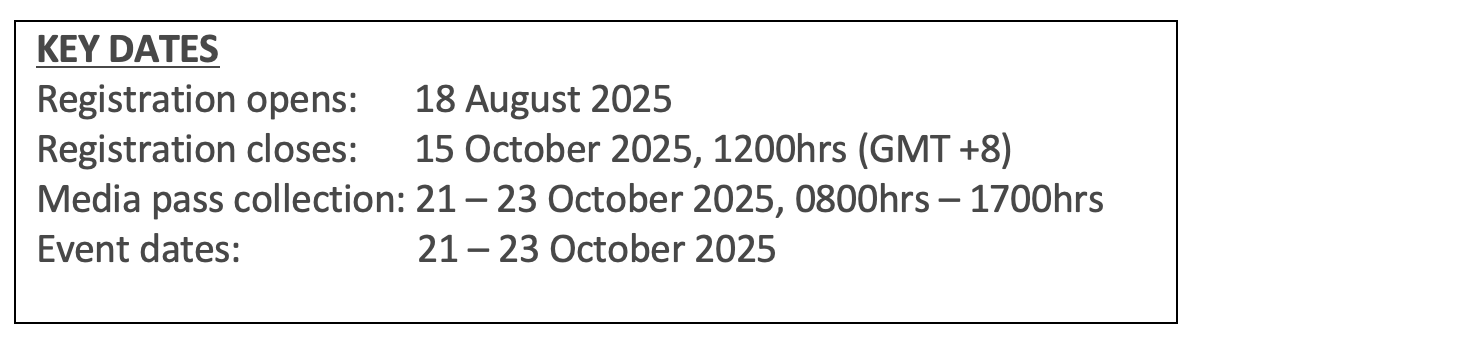 KEY DATES
Registration opens: 18 August 2025
Registration closes: 15 October 2025, 1200hrs (GMT +8)
Media pass collection: 21 – 23 October 2025, 0800hrs – 1700hrs
Event dates: 21 – 23 October 2025